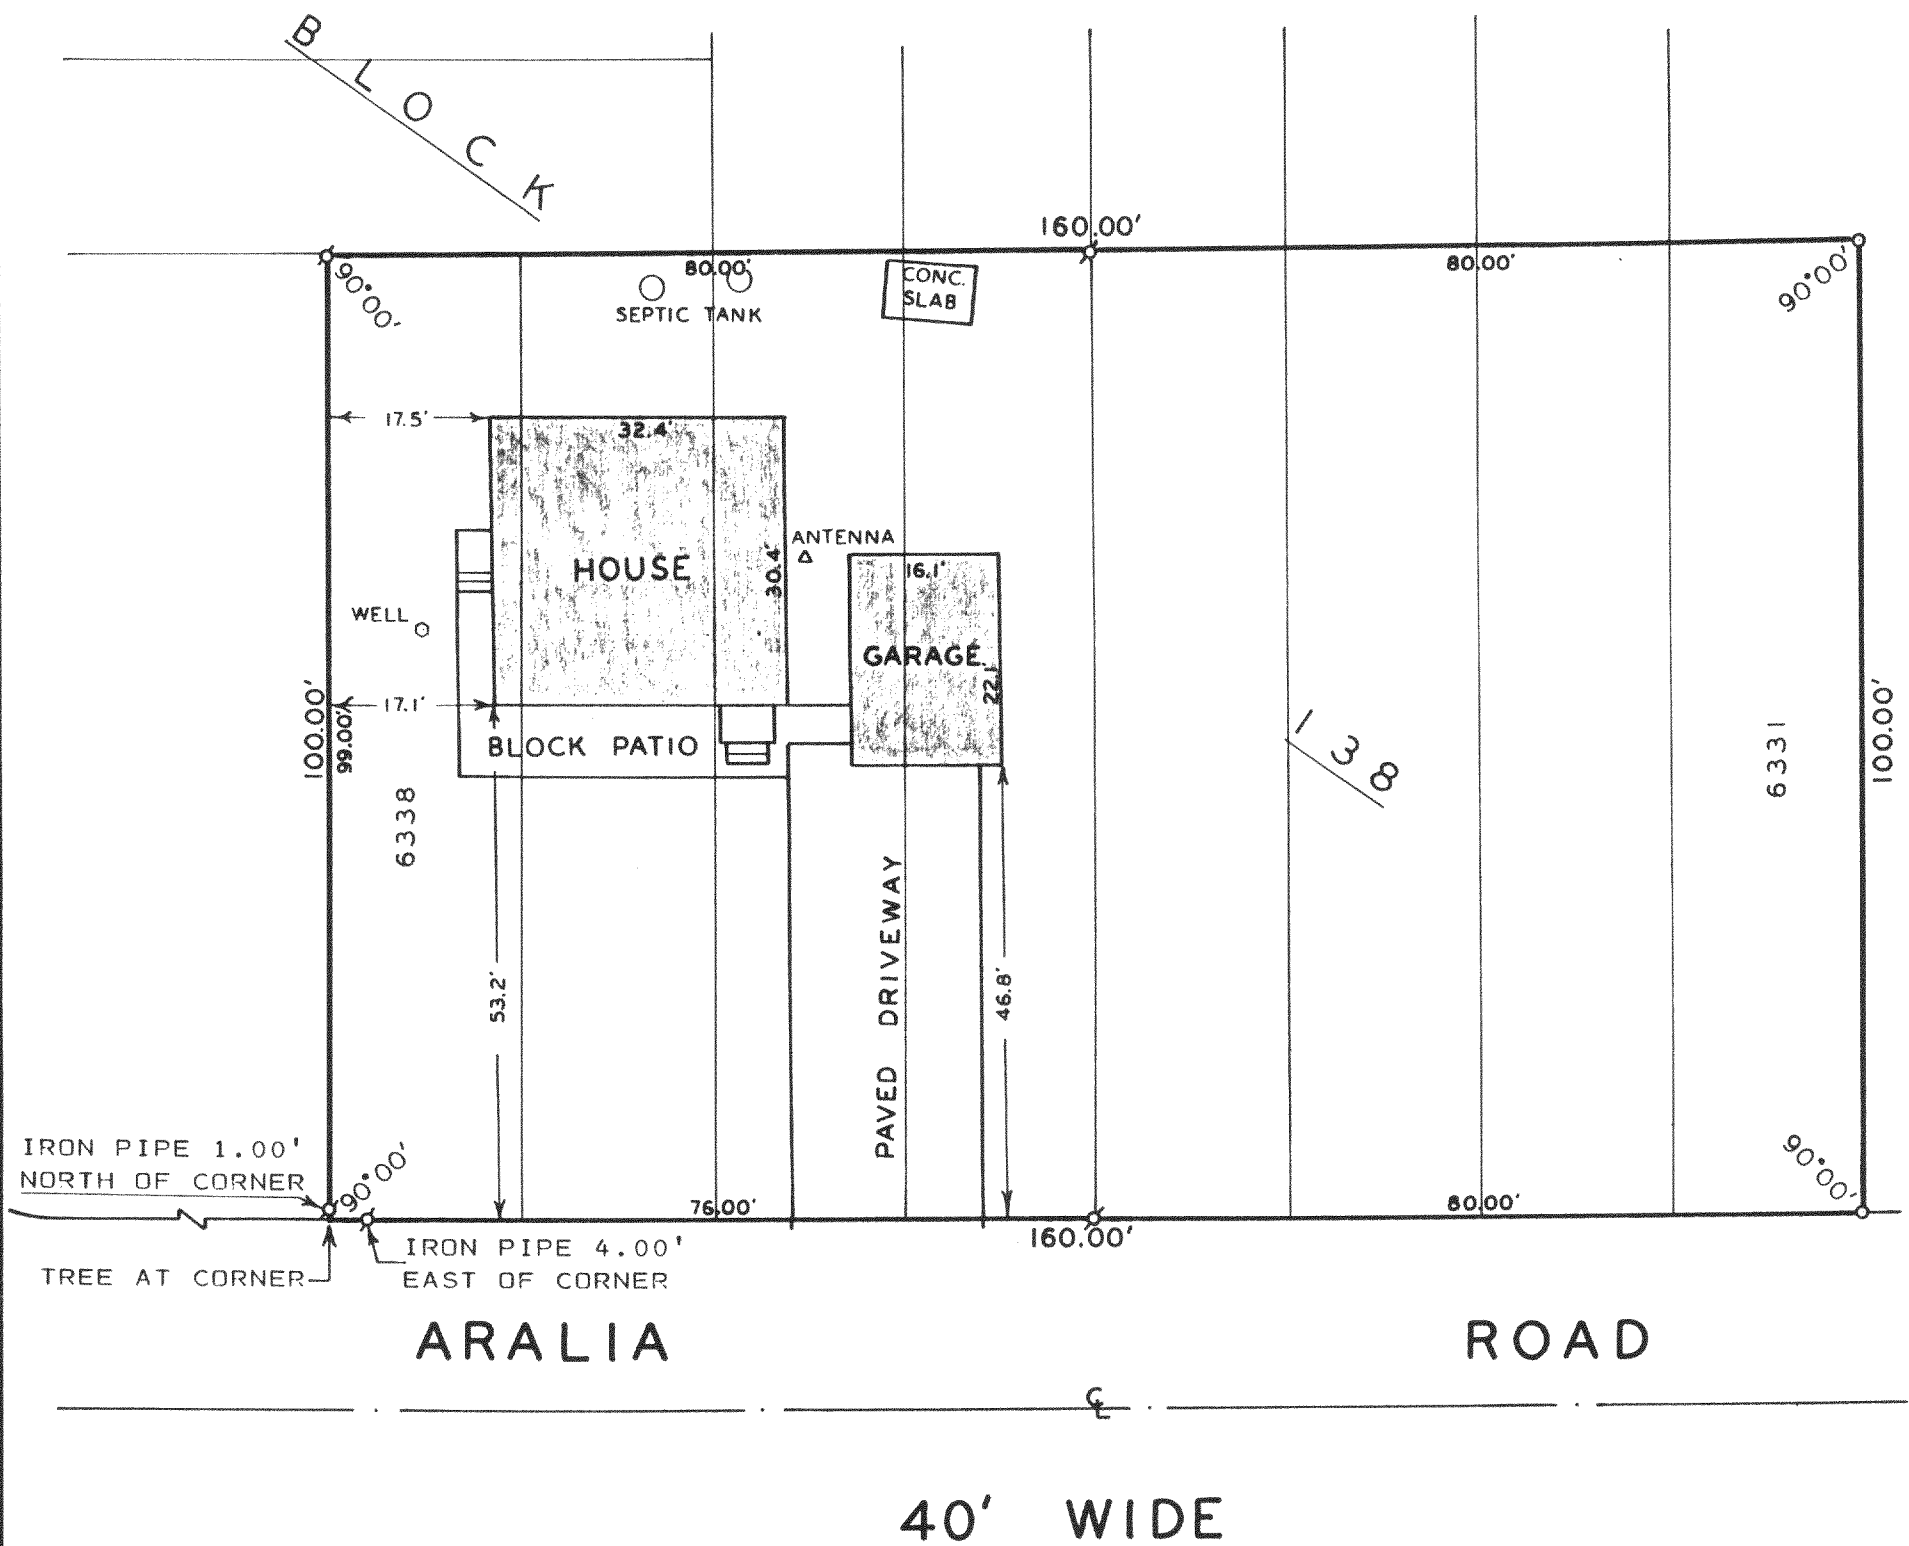 BLOCK
160.00'
80.00'
80.00'
90°00'
90°00'
CONC.
SLAB
SEPTIC TANK
17.5'
32.4'
ANTENNA
HOUSE
30.4'
16.1'
WELL
GARAGE
22.1'
17.1'
100.00'
99.00'
BLOCK PATIO
138
6331
100.00'
6338
53.2'
PAVED DRIVEWAY
46.8'
IRON PIPE 1.00'
NORTH OF CORNER
90°00'
90°00'
76.00'
80.00'
160.00'
IRON PIPE 4.00'
EAST OF CORNER
TREE AT CORNER
ARALIA ROAD
CL
40' WIDE